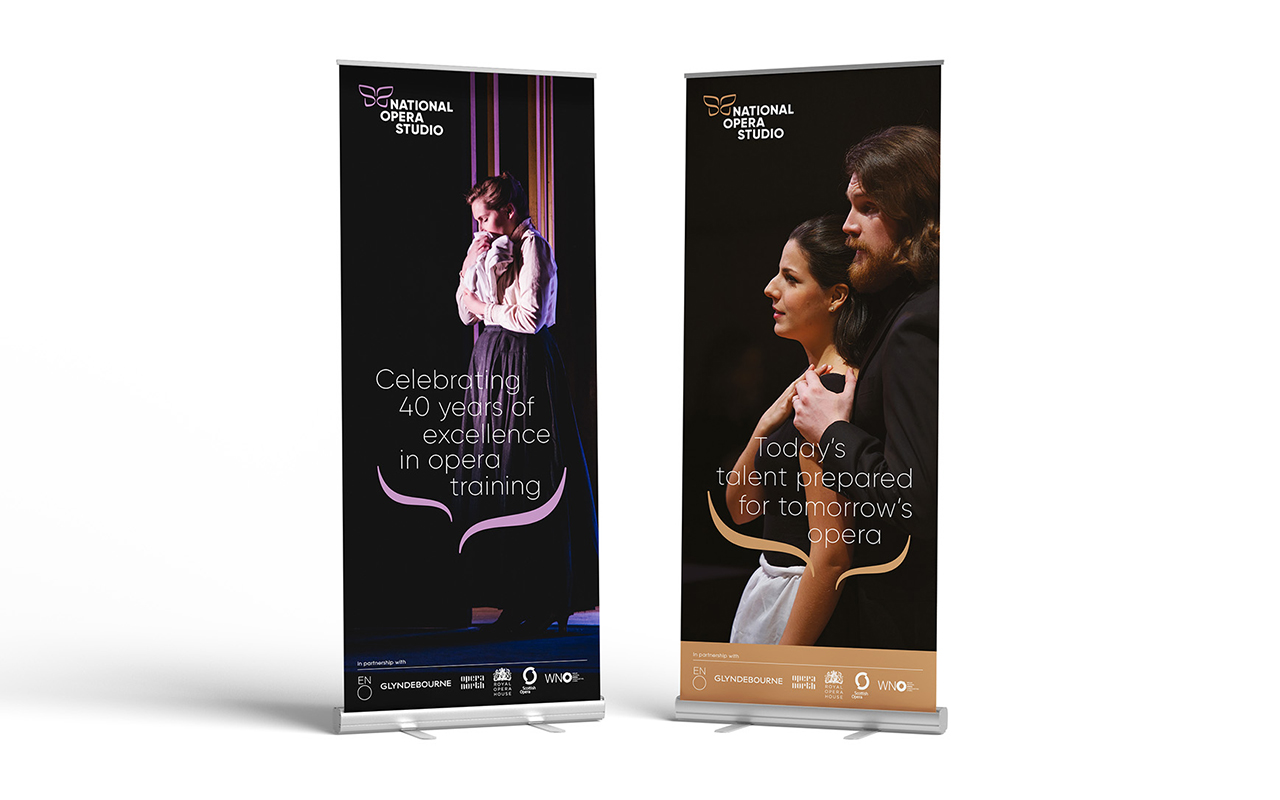 NATIONAL
OPERA
STUDIO
Celebrating
40 years of
excellence
in opera
training
in partnership with
EN
O
GLYNDEBOURNE
opera
north
ROYAL
OPERA
HOUSE
Scottish
Opera
WNO
NATIONAL
OPERA
STUDIO
Today's
talent prepared
for tomorrow's
opera
in partnership with
EN
O
GLYNDEBOURNE
opera
north
ROYAL
OPERA
HOUSE
Scottish
Opera
WNO